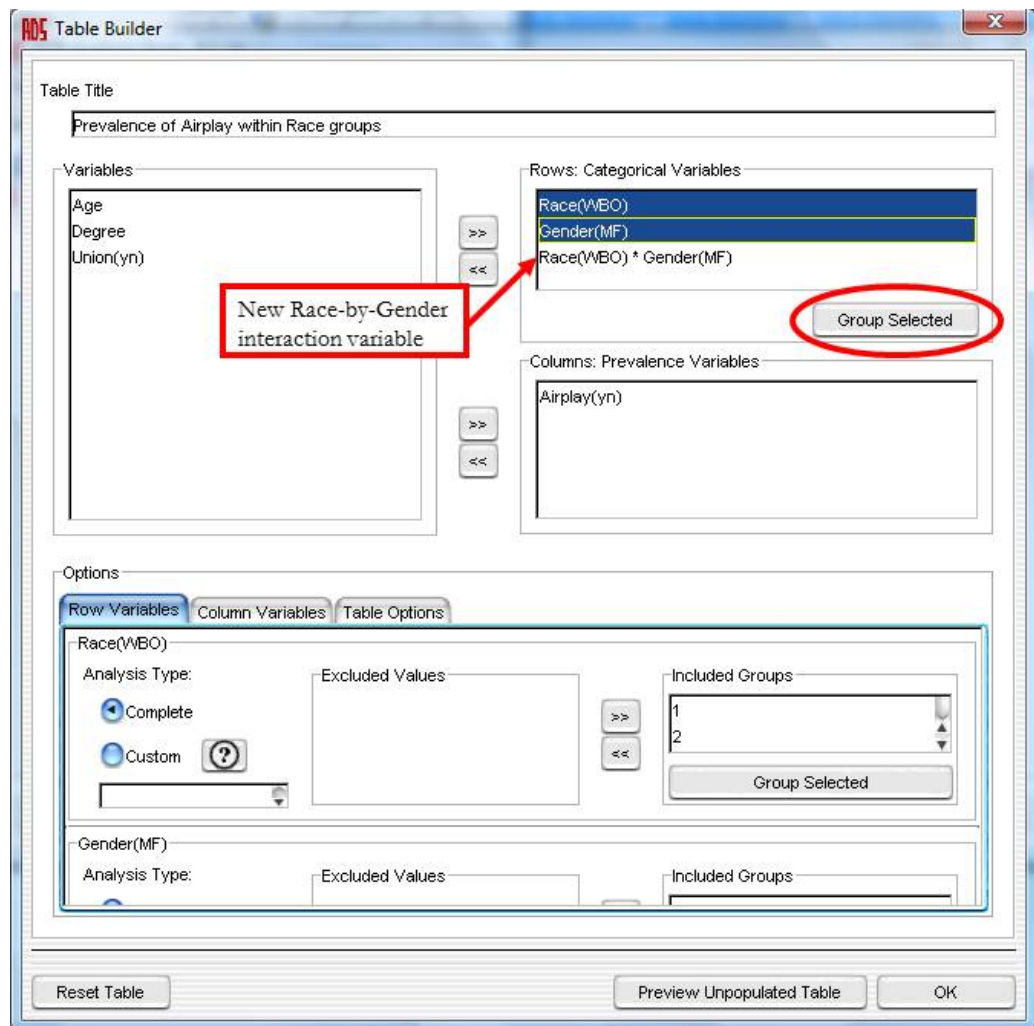 ADS Table Builder
X
Table Title
Prevalence of Airplay within Race groups
Variables
Age
Degree
Union(yn)
>>
<<
Rows: Categorical Variables
Race(WBO)
Gender(MF)
Race(WBO) * Gender(MF)
New Race-by-Gender
interaction variable
Group Selected
Columns: Prevalence Variables
Airplay(yn)
>>
<<
Options
Row Variables Column Variables Table Options
Race(WBO)
Analysis Type:
Complete
Custom ?
Excluded Values
>>
<<
Included Groups
1
2
Group Selected
Gender(MF)
Analysis Type:
Excluded Values
Included Groups
Reset Table Preview Unpopulated Table OK